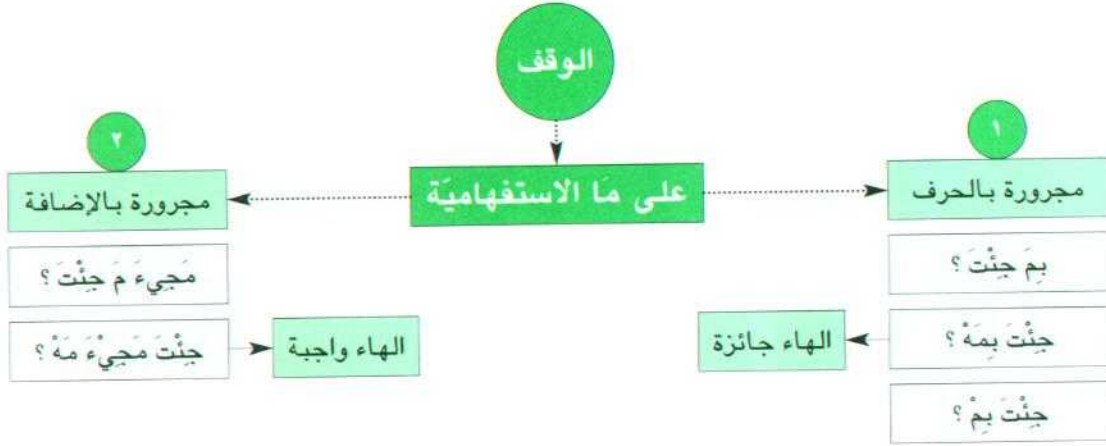 الوقف
على مَا الاستفهاميّة
١
مجرورة بالحرف
بِمَ جِئْتَ ؟
جِئْتَ بِمَهْ ؟
الهاء جائزة
جِئْتَ بِمْ ؟
٢
مجرورة بالإضافة
مَجِيءَ مَ جِئْتَ ؟
جِئْتَ مَجِيْءَ مَهْ ؟
الهاء واجبة